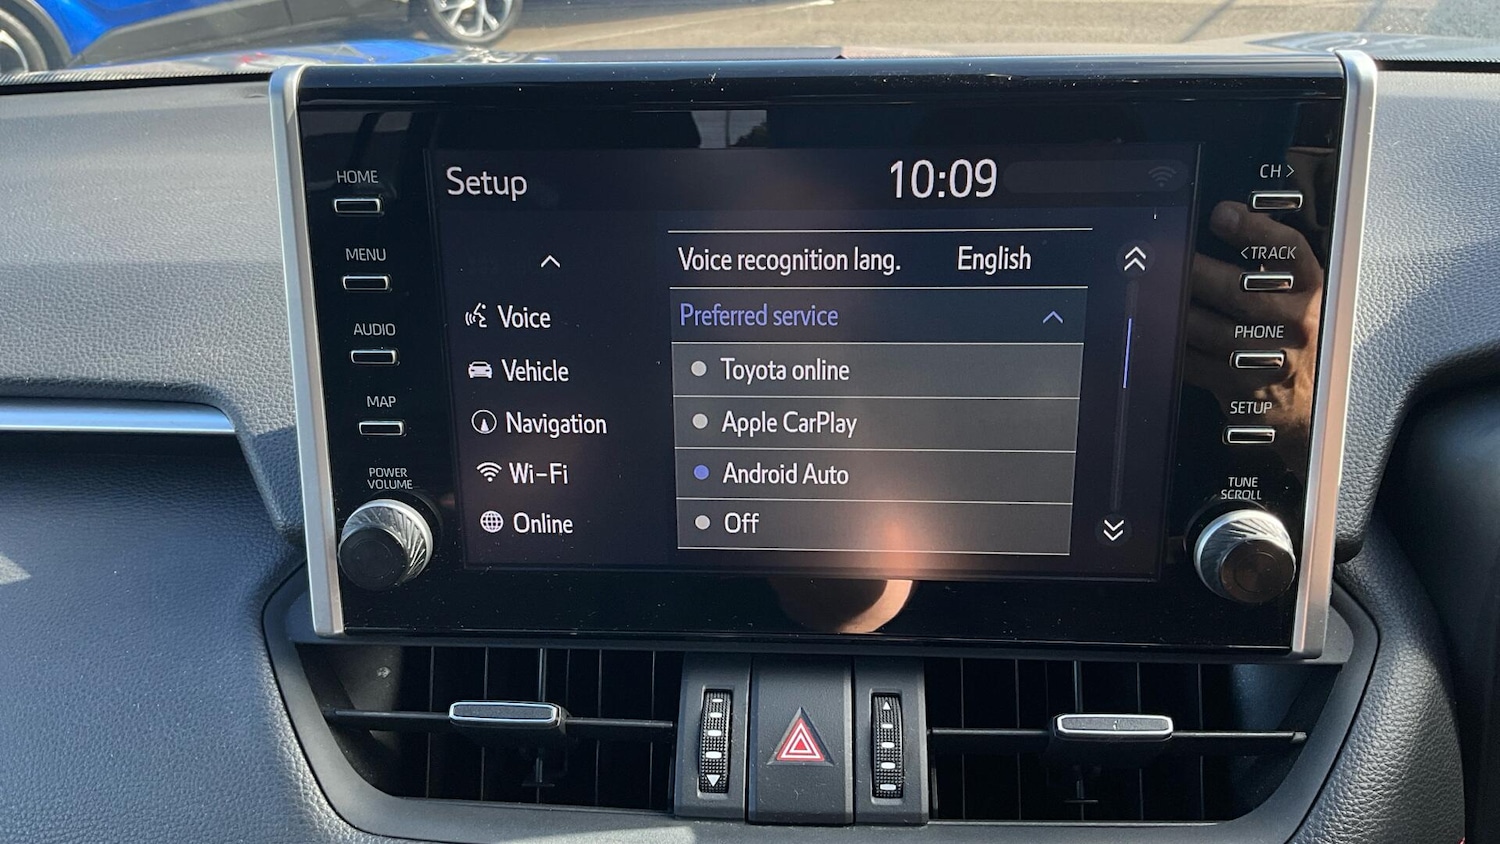 HOME
MENU
AUDIO
MAP
POWER
VOLUME
Setup
10:09
Voice
Vehicle
Navigation
Wi-Fi
Online
Voice recognition lang. English
Preferred service
Toyota online
Apple CarPlay
Android Auto
Off
CH >
< TRACK
PHONE
SETUP
TUNE
SCROLL